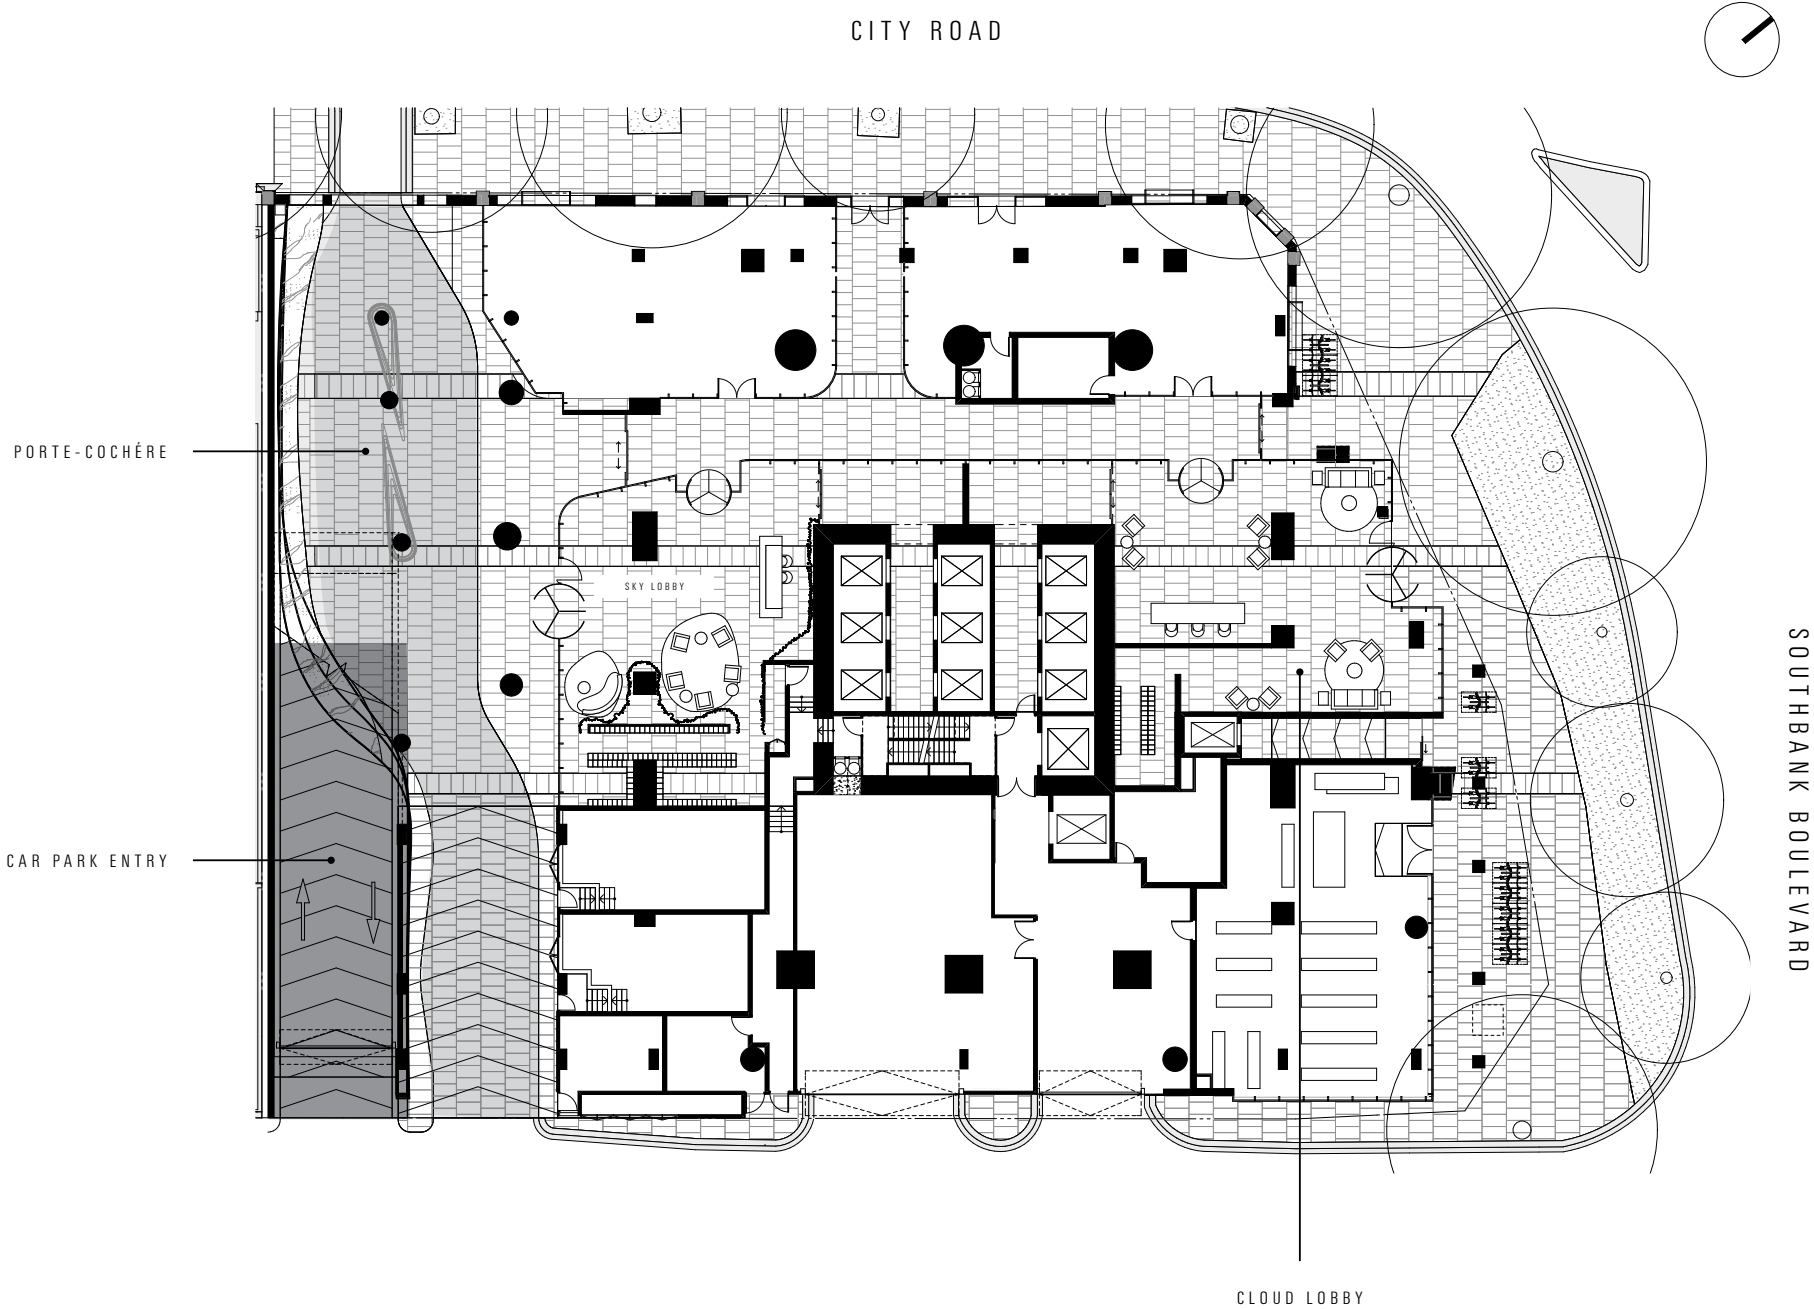 CITY ROAD
PORTE-COCHÉRE
SKY LOBBY
SOUTHBANK BOULEVARD
CAR PARK ENTRY
CLOUD LOBBY